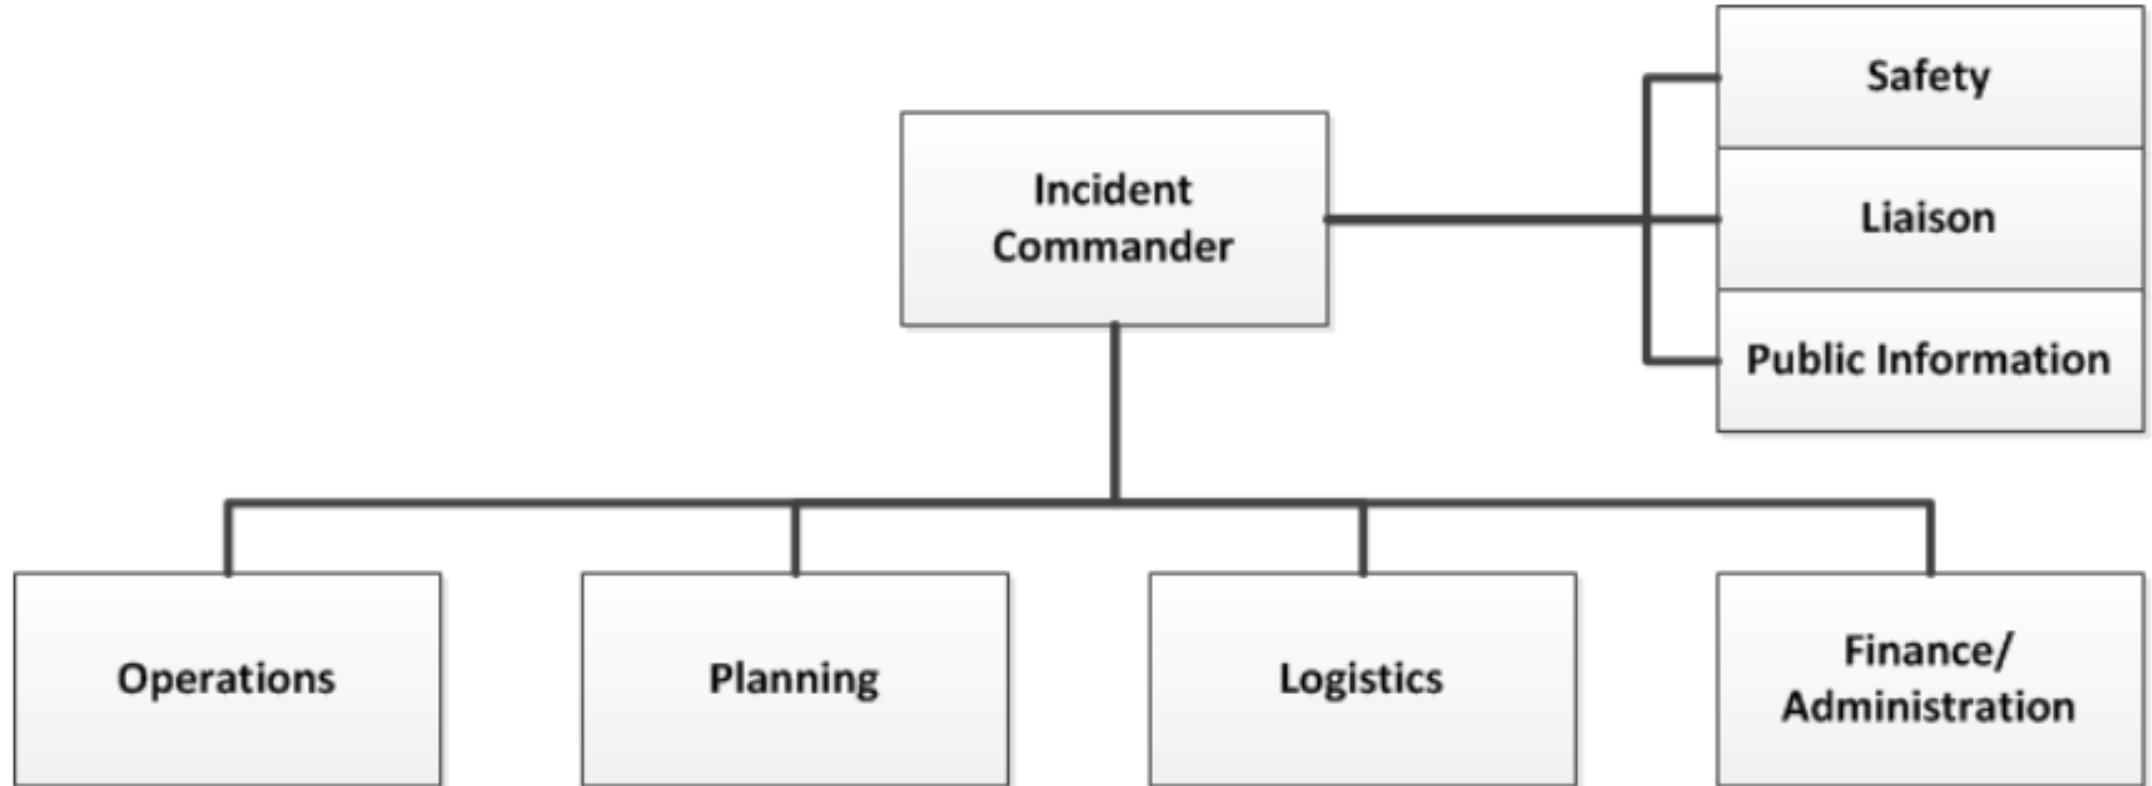 Safety
Incident
Commander
Liaison
Public Information
Operations
Planning
Logistics
Finance/
Administration